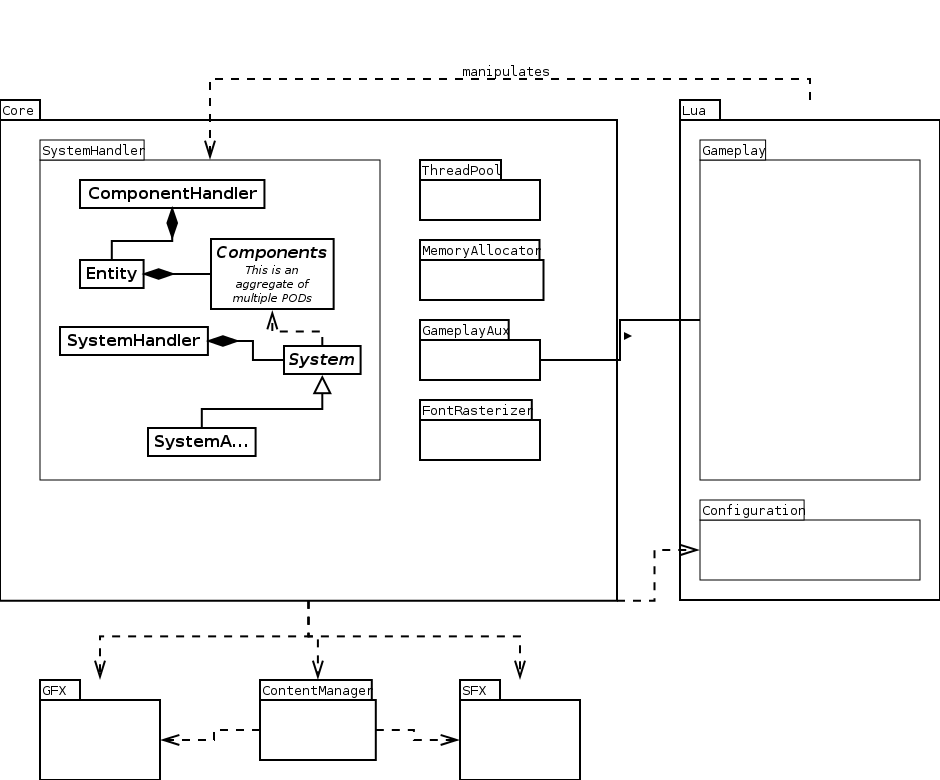 manipulates
Core
Lua
SystemHandler
Gameplay
ThreadPool
ComponentHandler
Components
This is an
aggregate of
multiple PODs
MemoryAllocator
Entity
GameplayAux
SystemHandler
System
FontRasterizer
SystemA...
Configuration
GFX
ContentManager
SFX